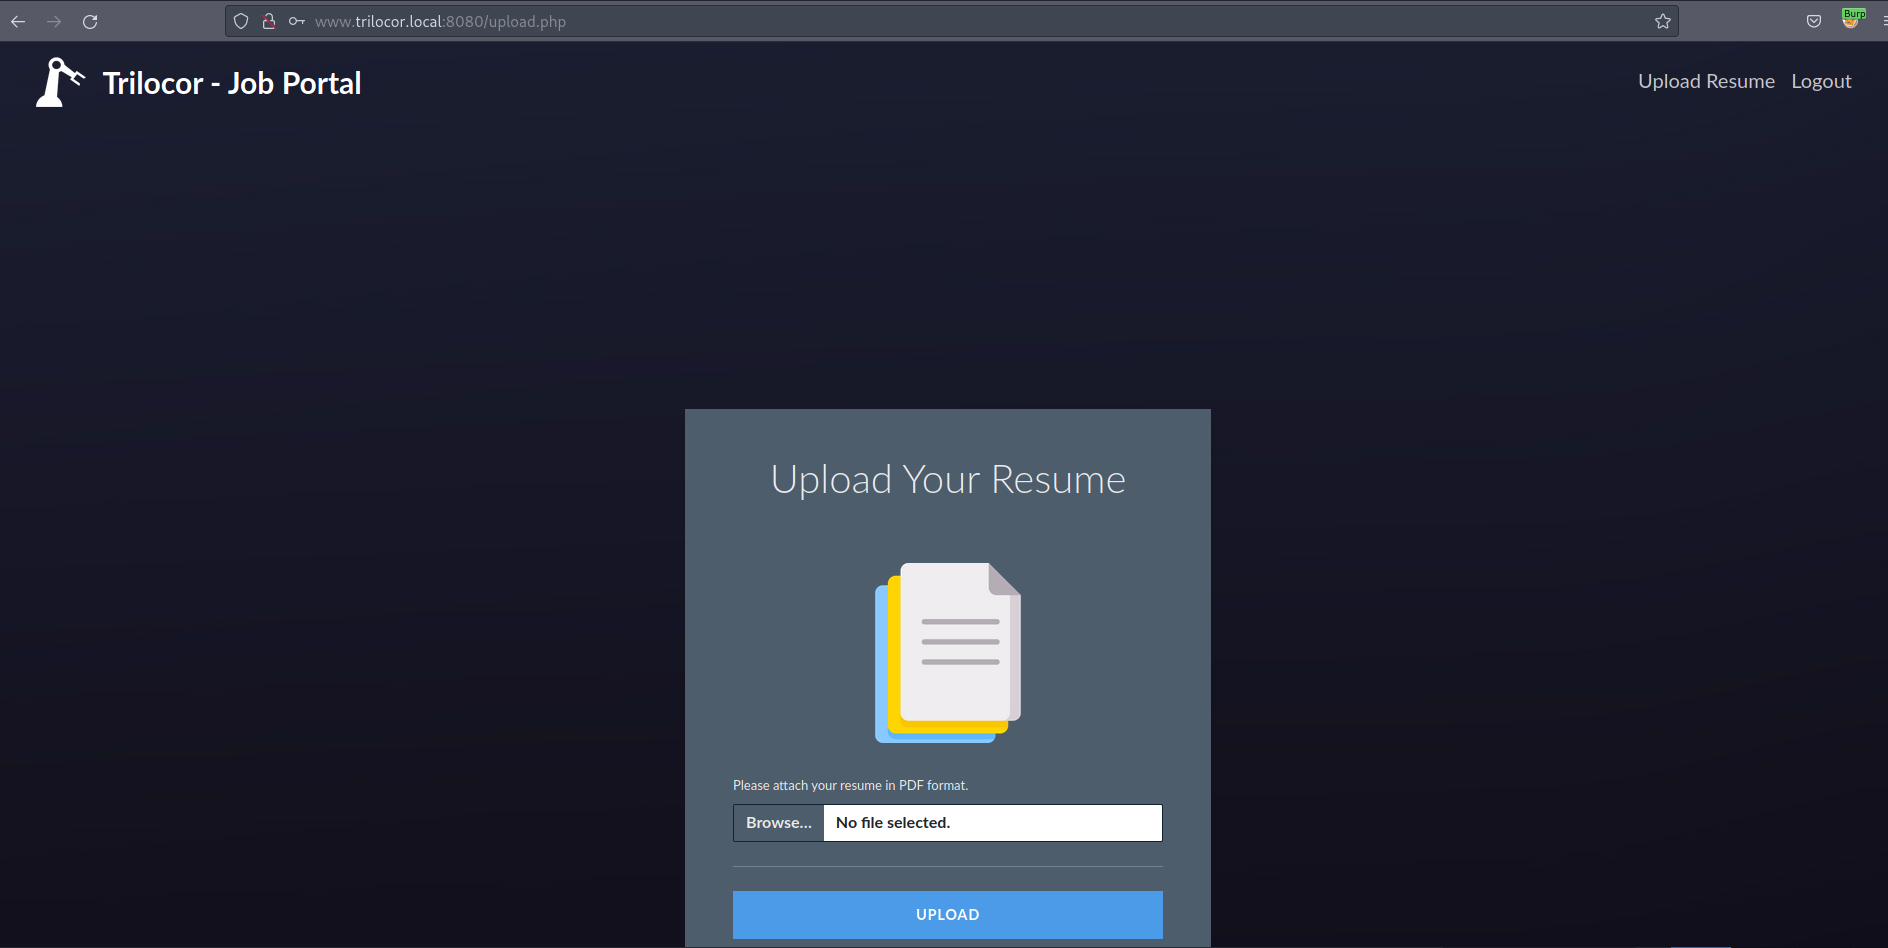 www.trilocor.local:8080/upload.php
Burp
Trilocor - Job Portal
Upload Resume
Logout
Upload Your Resume
Please attach your resume in PDF format.
Browse...
No file selected.
UPLOAD